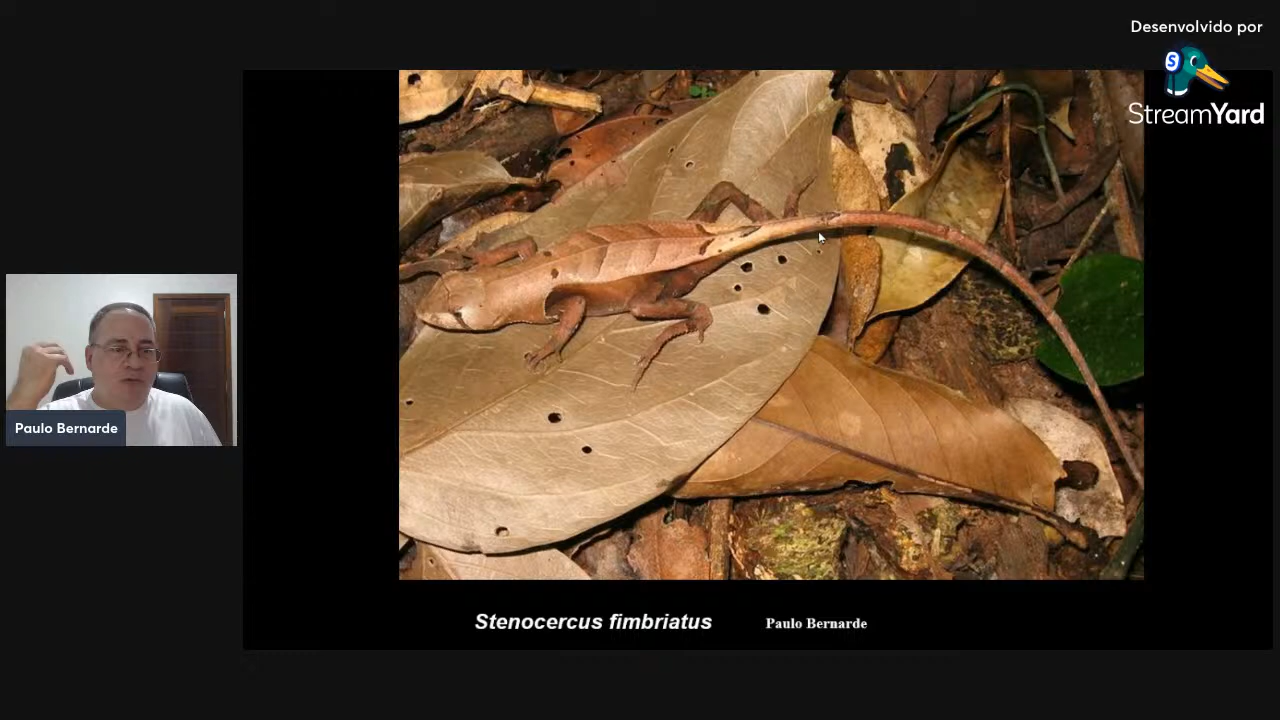 Desenvolvido por
StreamYard
Paulo Bernarde
Stenocercus fimbriatus
Paulo Bernarde